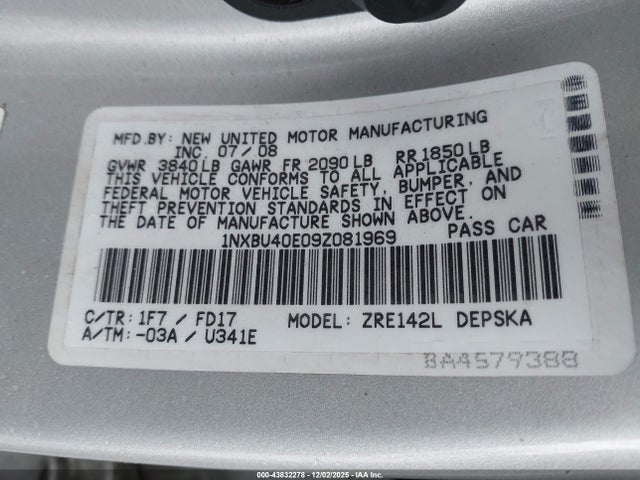 MFD.BY: NEW UNITED MOTOR MANUFACTURING
INC. 07/08
GVWR 3840LB GAWR FR 2090LB RR 1850LB
THIS VEHICLE CONFORMS TO ALL APPLICABLE
FEDERAL MOTOR VEHICLE SAFETY, BUMPER, AND
THEFT PREVENTION STANDARDS IN EFFECT ON
THE DATE OF MANUFACTURE SHOWN ABOVE.
1NXBU40E09Z081969 PASS CAR
C/TR: 1F7 / FD17 MODEL: ZRE142L DEPSKA
A/TM: -03A / U341E
BA4579388
000-43832278 - 12/02/2025 - IAA Inc.